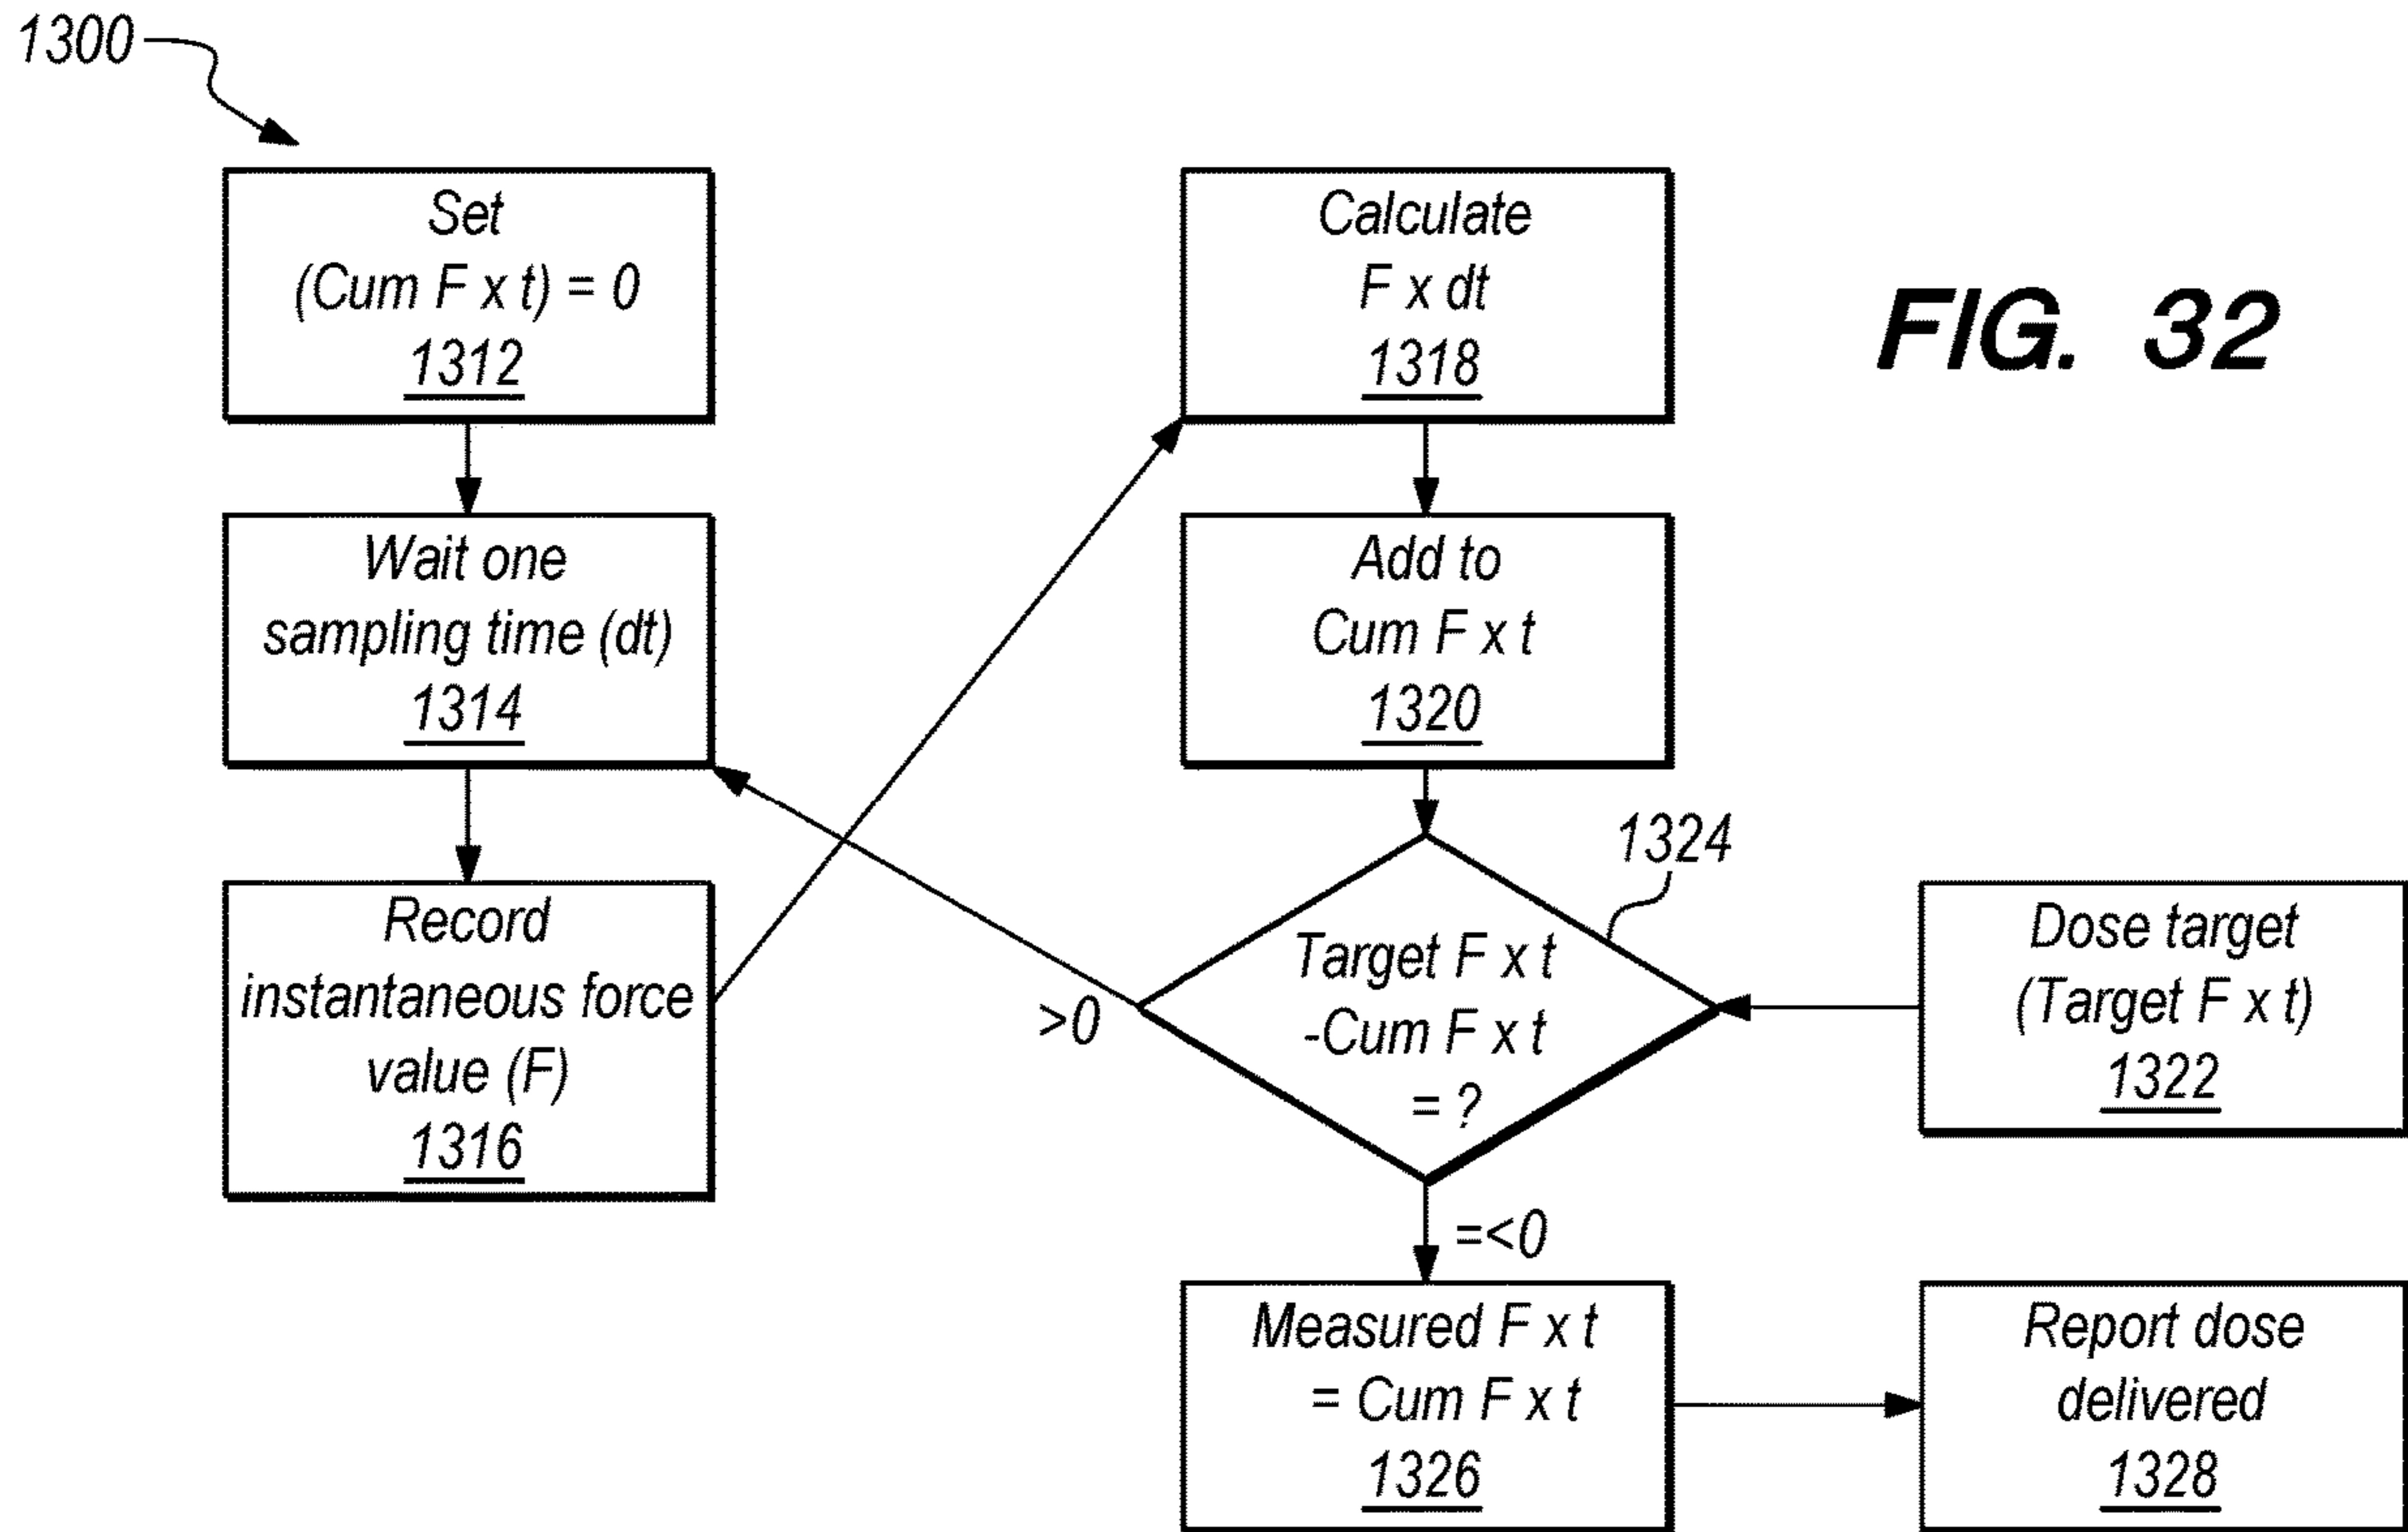 1300
Set
(Cum F x t) = 0
1312
Wait one
sampling time (dt)
1314
Record
instantaneous force
value (F)
1316
Calculate
F x dt
1318
Add to
Cum F x t
1320
1324
Target F x t
-Cum F x t
= ?
>0
=<0
Dose target
(Target F x t)
1322
Measured F x t
= Cum F x t
1326
Report dose
delivered
1328
FIG. 32